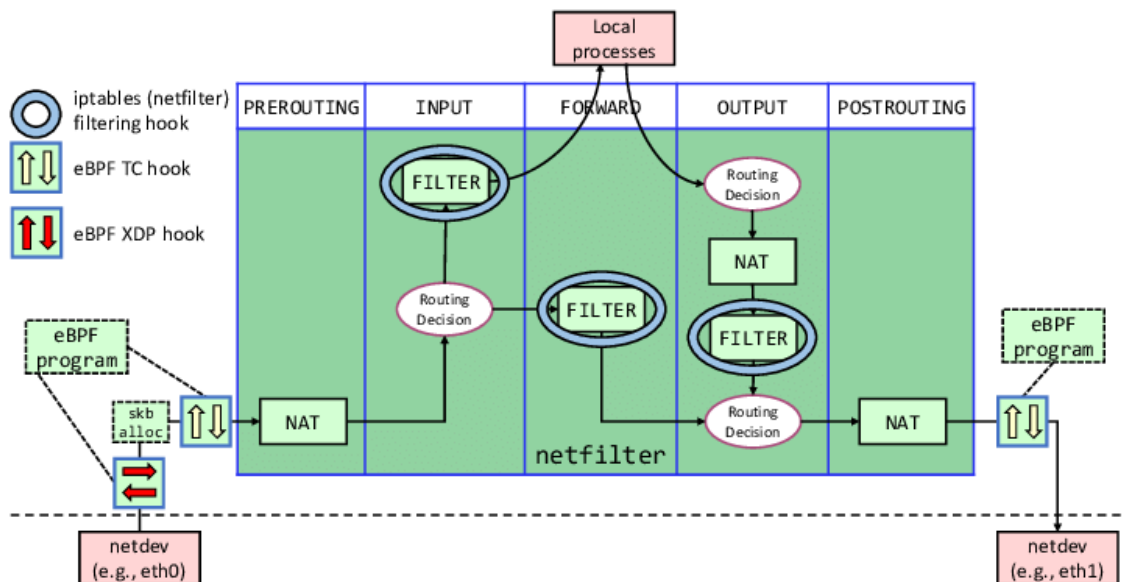 Local
processes
iptables (netfilter)
filtering hook
eBPF TC hook
eBPF XDP hook
PREROUTING
INPUT
FORWARD
OUTPUT
POSTROUTING
FILTER
Routing
Decision
NAT
Routing
Decision
FILTER
FILTER
eBPF
program
eBPF
program
skb
alloc
NAT
Routing
Decision
NAT
netfilter
netdev
(e.g., eth0)
netdev
(e.g., eth1)